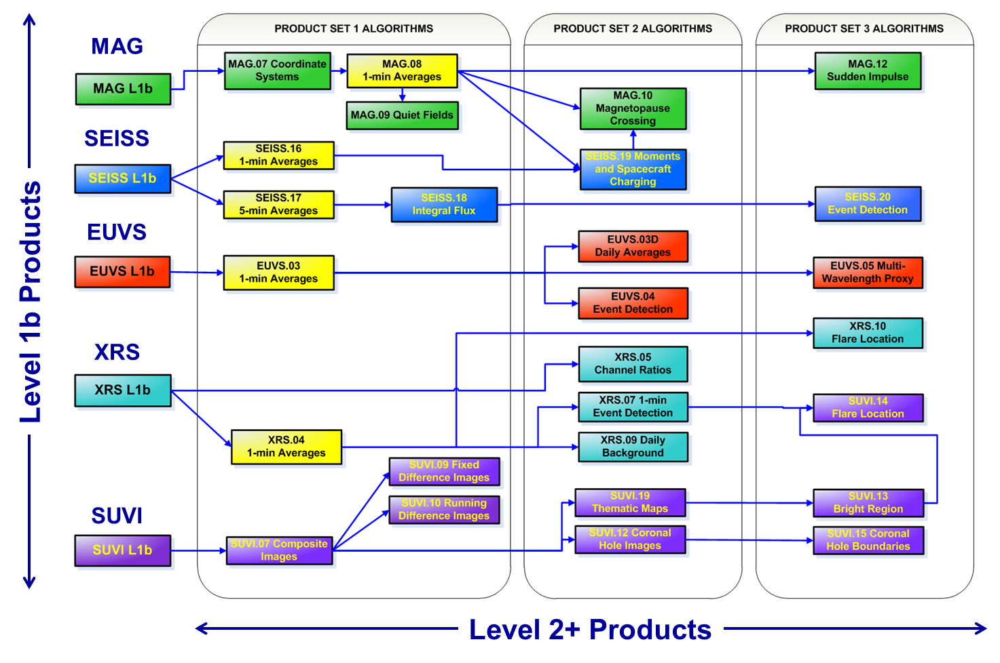 PRODUCT SET 1 ALGORITHMS
PRODUCT SET 2 ALGORITHMS
PRODUCT SET 3 ALGORITHMS
Level 1b Products
MAG
MAG L1b
MAG.07 Coordinate
Systems
MAG.08
1-min Averages
MAG.09 Quiet Fields
MAG.10
Magnetopause
Crossing
MAG.12
Sudden Impulse
SEISS
SEISS L1b
SEISS.16
1-min Averages
SEISS.17
5-min Averages
SEISS.18
Integral Flux
SEISS.19 Moments
and Spacecraft
Charging
SEISS.20
Event Detection
EUVS
EUVS L1b
EUVS.03
1-min Averages
EUVS.03D
Daily Averages
EUVS.04
Event Detection
EUVS.05 Multi-
Wavelength Proxy
XRS
XRS L1b
XRS.04
1-min Averages
XRS.05
Channel Ratios
XRS.07 1-min
Event Detection
XRS.09 Daily
Background
XRS.10
Flare Location
SUVI.14
Flare Location
SUVI
SUVI L1b
SUVI.07 Composite
Images
SUVI.09 Fixed
Difference Images
SUVI.10 Running
Difference Images
SUVI.19
Thematic Maps
SUVI.12 Coronal
Hole Images
SUVI.13
Bright Region
SUVI.15 Coronal
Hole Boundaries
Level 2+ Products